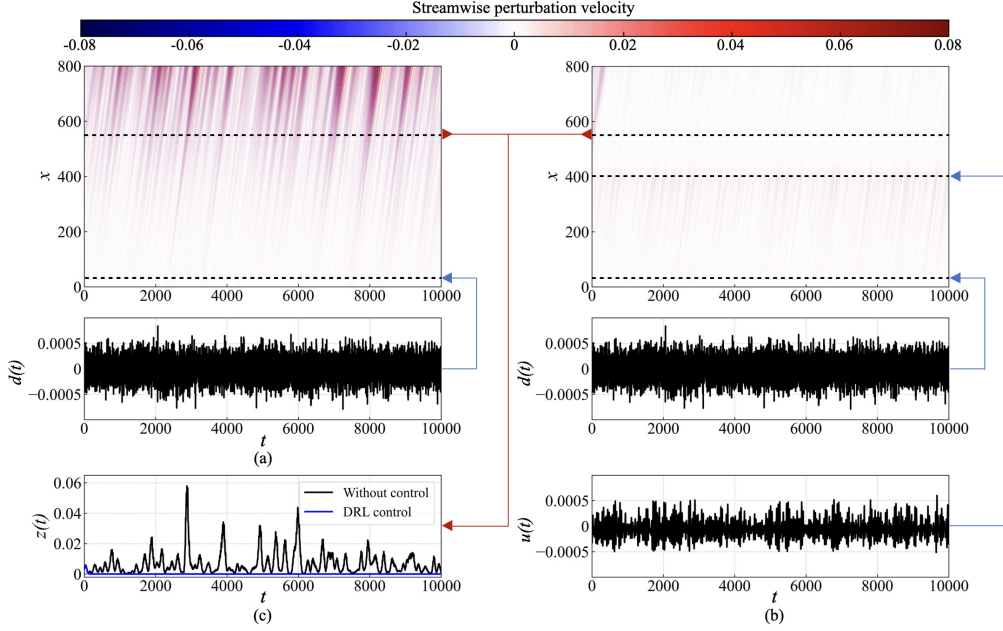 Streamwise perturbation velocity
-0.08 -0.06 -0.04 -0.02 0 0.02 0.04 0.06 0.08
800
600
x
400
200
0
0 2000 4000 6000 8000 10000
0.0005
d(t)
0
−0.0005
0 2000 4000 6000 8000 10000
t
(a)
0.06
0.04
z(t)
0.02
0
Without control
DRL control
0 2000 4000 6000 8000 10000
t
(c)
800
600
x
400
200
0
0 2000 4000 6000 8000 10000
0.0005
d(t)
0
−0.0005
0 2000 4000 6000 8000 10000
0.0005
u(t)
0
−0.0005
0 2000 4000 6000 8000 10000
t
(b)